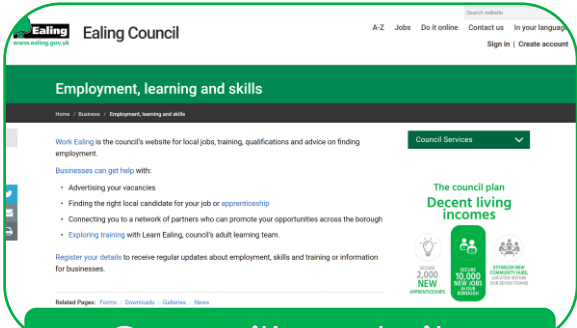 Search website
Ealing
www.ealing.gov.uk
Ealing Council
A-Z Jobs Do it online Contact us In your language
Sign in | Create account
Employment, learning and skills
Home / Business / Employment, learning and skills
Work Ealing is the council's website for local jobs, training, qualifications and advice on finding
employment.
Businesses can get help with:
• Advertising your vacancies
• Finding the right local candidate for your job or apprenticeship
• Connecting you to a network of partners who can promote your opportunities across the borough
• Exploring training with Learn Ealing, council's adult learning team.
Register your details to receive regular updates about employment, skills and training or information
for businesses.
Related Pages: Forms / Downloads / Galleries / News
Council Services
The council plan
Decent living
incomes
SECURE
2,000
NEW
APPRENTICESHIPS
SECURE
10,000
NEW JOBS
IN OUR
BOROUGH
ESTABLISH NEW
COMMUNITY HUBS,
LOCATED WITHIN
OUR SEVEN TOWNS